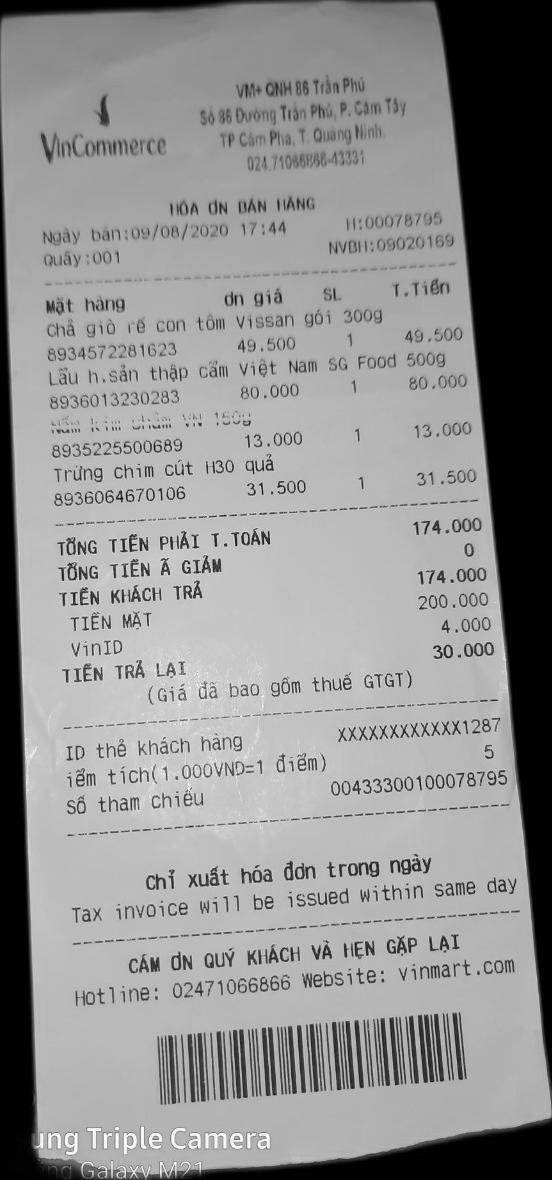 VinCommerce
VM+ QNH 86 Trần Phú
Số 86 Đường Trần Phú, P. Cẩm Tây
TP Cẩm Phả, T. Quảng Ninh.
024.71066866-43331
HÓA ƠN BÁN HÀNG
Ngày bán:09/08/2020 17:44 H:00078795
Quầy:001 NVBH:09020169
Mặt hàng ơn giá SL T.Tiền
Chả giò rế con tôm Vissan gói 300g
8934572281623 49.500 1 49.500
Lẩu h.sản thập cẩm Việt Nam SG Food 500g
8936013230283 80.000 1 80.000
Nấm kim châm VN 150g
8935225500689 13.000 1 13.000
Trứng chim cút H30 quả
8936064670106 31.500 1 31.500
TỔNG TIỀN PHẢI T.TOÁN 174.000
TỔNG TIỀN Ã GIẢM 0
TIỀN KHÁCH TRẢ 174.000
TIỀN MẶT 200.000
VinID 4.000
TIỀN TRẢ LẠI 30.000
(Giá đã bao gồm thuế GTGT)
ID thẻ khách hàng XXXXXXXXXXXX1287
iểm tích(1.000VND=1 điểm) 5
Số tham chiếu 00433300100078795
Chỉ xuất hóa đơn trong ngày
Tax invoice will be issued within same day
CÁM ƠN QUÝ KHÁCH VÀ HẸN GẶP LẠI
Hotline: 02471066866 Website: vinmart.com
ung Triple Camera
ng Galaxy M21